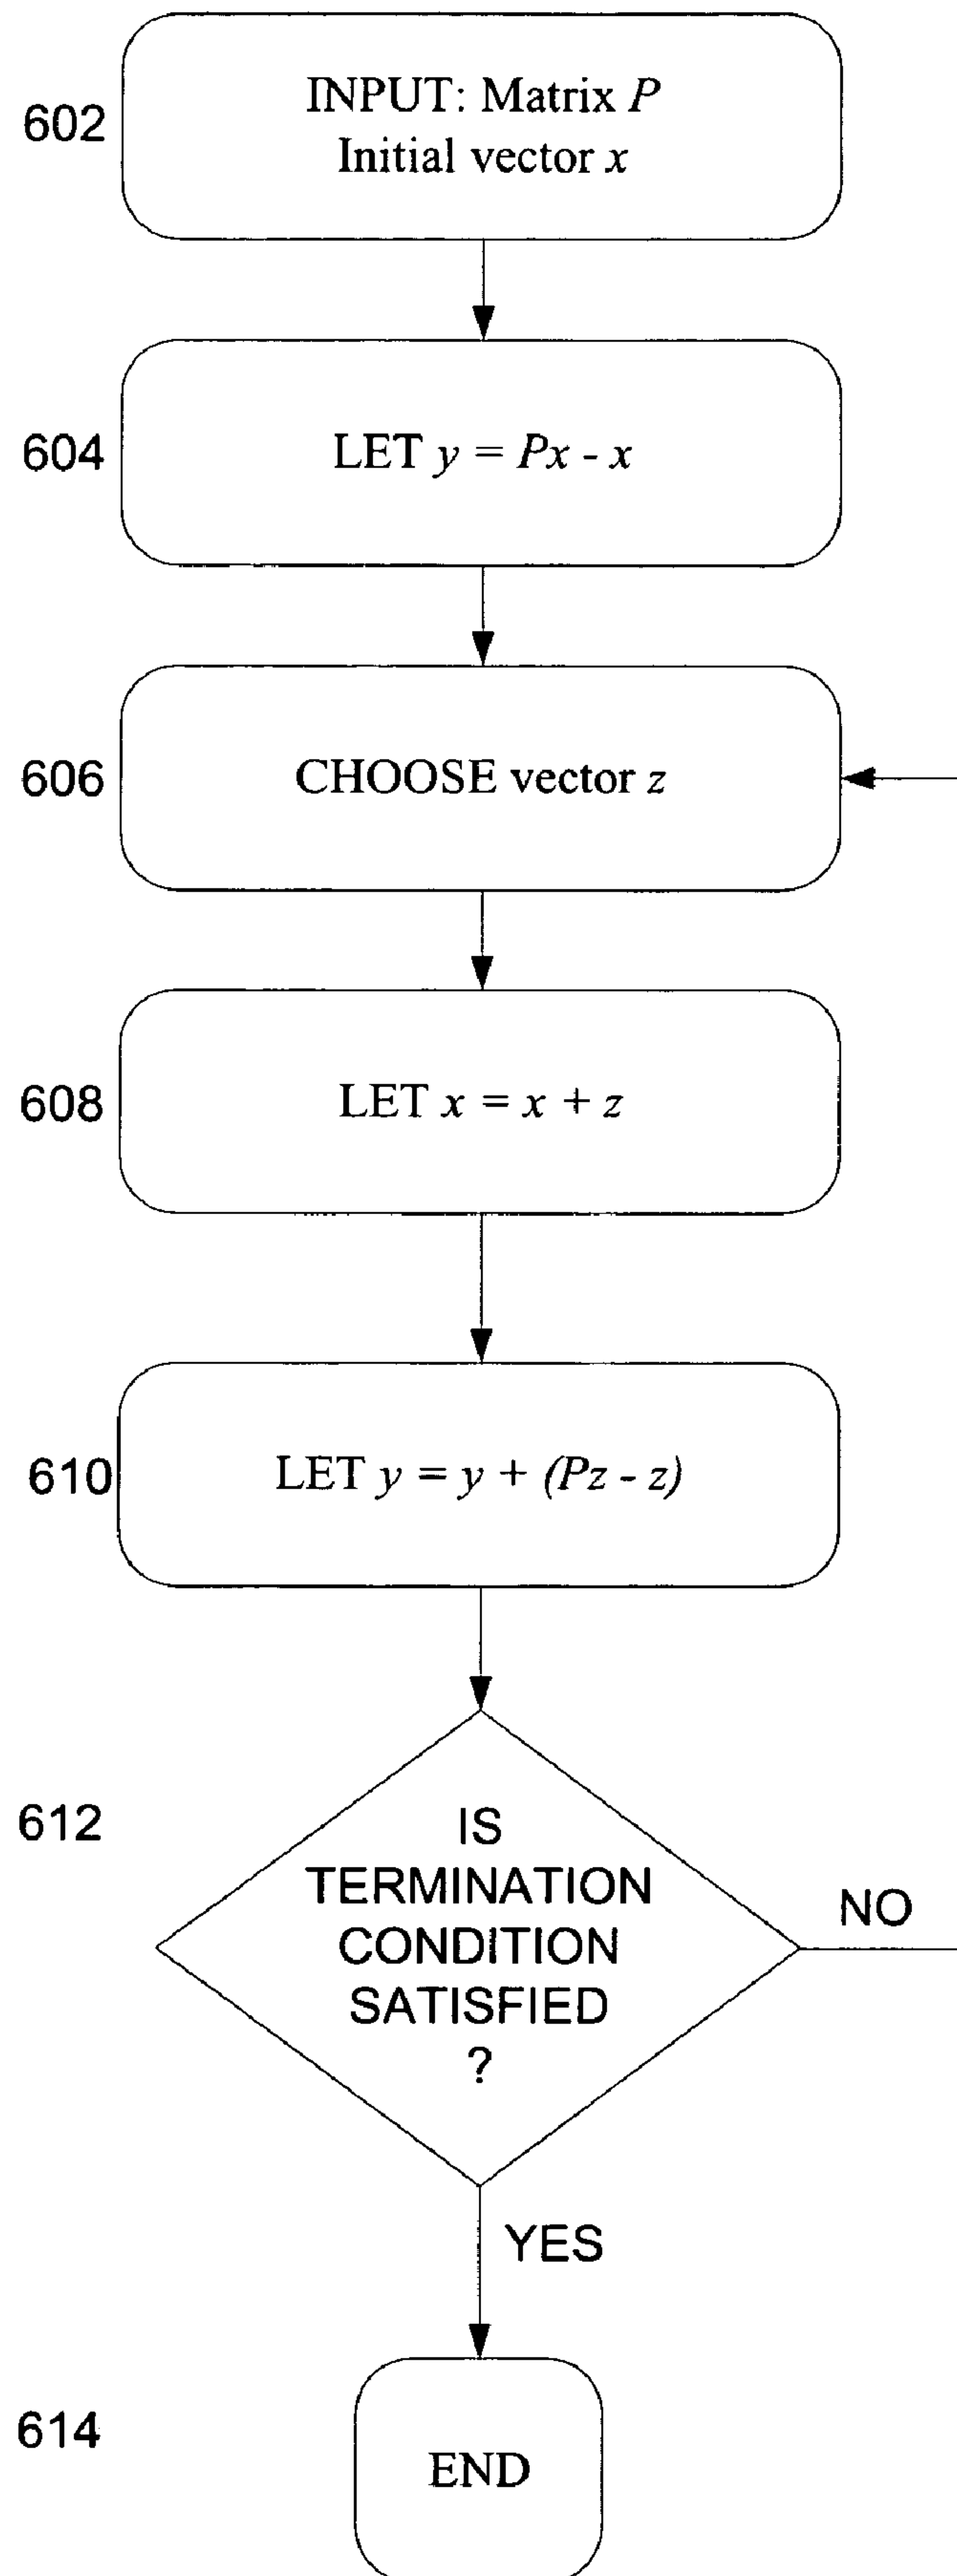 602
INPUT: Matrix P
Initial vector x
604
LET y = Px - x
606
CHOOSE vector z
608
LET x = x + z
610
LET y = y + (Pz - z)
612
IS
TERMINATION
CONDITION
SATISFIED
?
NO
YES
614
END